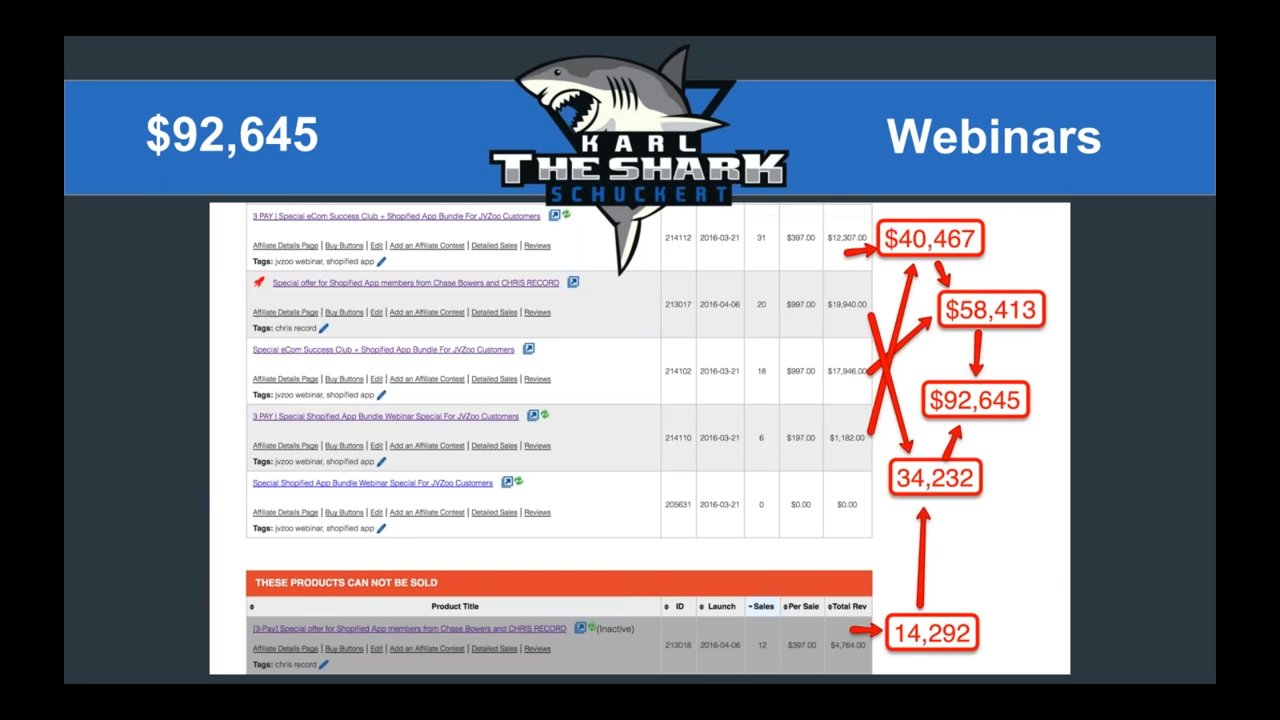 $92,645
KARL
THE SHARK
SCHUCKERT
Webinars
3 PAY | Special eCom Success Club + Shopified App Bundle For JVZoo Customers
Affiliate Details Page | Buy Buttons | Edit | Add an Affiliate Contest | Detailed Sales | Reviews
Tags: jvzoo webinar, shopified app
214112 2016-03-21 31 $397.00 $12,307.00
$40,467
Special offer for Shopified App members from Chase Bowers and CHRIS RECORD
Affiliate Details Page | Buy Buttons | Edit | Add an Affiliate Contest | Detailed Sales | Reviews
Tags: chris record
213017 2016-04-06 20 $997.00 $19,940.00
$58,413
Special eCom Success Club + Shopified App Bundle For JVZoo Customers
Affiliate Details Page | Buy Buttons | Edit | Add an Affiliate Contest | Detailed Sales | Reviews
Tags: jvzoo webinar, shopified app
214102 2016-03-21 18 $997.00 $17,946.00
$92,645
3 PAY | Special Shopified App Bundle Webinar Special For JVZoo Customers
Affiliate Details Page | Buy Buttons | Edit | Add an Affiliate Contest | Detailed Sales | Reviews
Tags: jvzoo webinar, shopified app
214110 2016-03-21 6 $197.00 $1,182.00
34,232
Special Shopified App Bundle Webinar Special For JVZoo Customers
Affiliate Details Page | Buy Buttons | Edit | Add an Affiliate Contest | Detailed Sales | Reviews
Tags: jvzoo webinar, shopified app
205631 2016-03-21 0 $0.00 $0.00
THESE PRODUCTS CAN NOT BE SOLD
Product Title ID Launch Sales Per Sale Total Rev
[3-Pay] Special offer for Shopified App members from Chase Bowers and CHRIS RECORD (Inactive)
Affiliate Details Page | Buy Buttons | Edit | Add an Affiliate Contest | Detailed Sales | Reviews
Tags: chris record
213018 2016-04-06 12 $397.00 $4,764.00
14,292